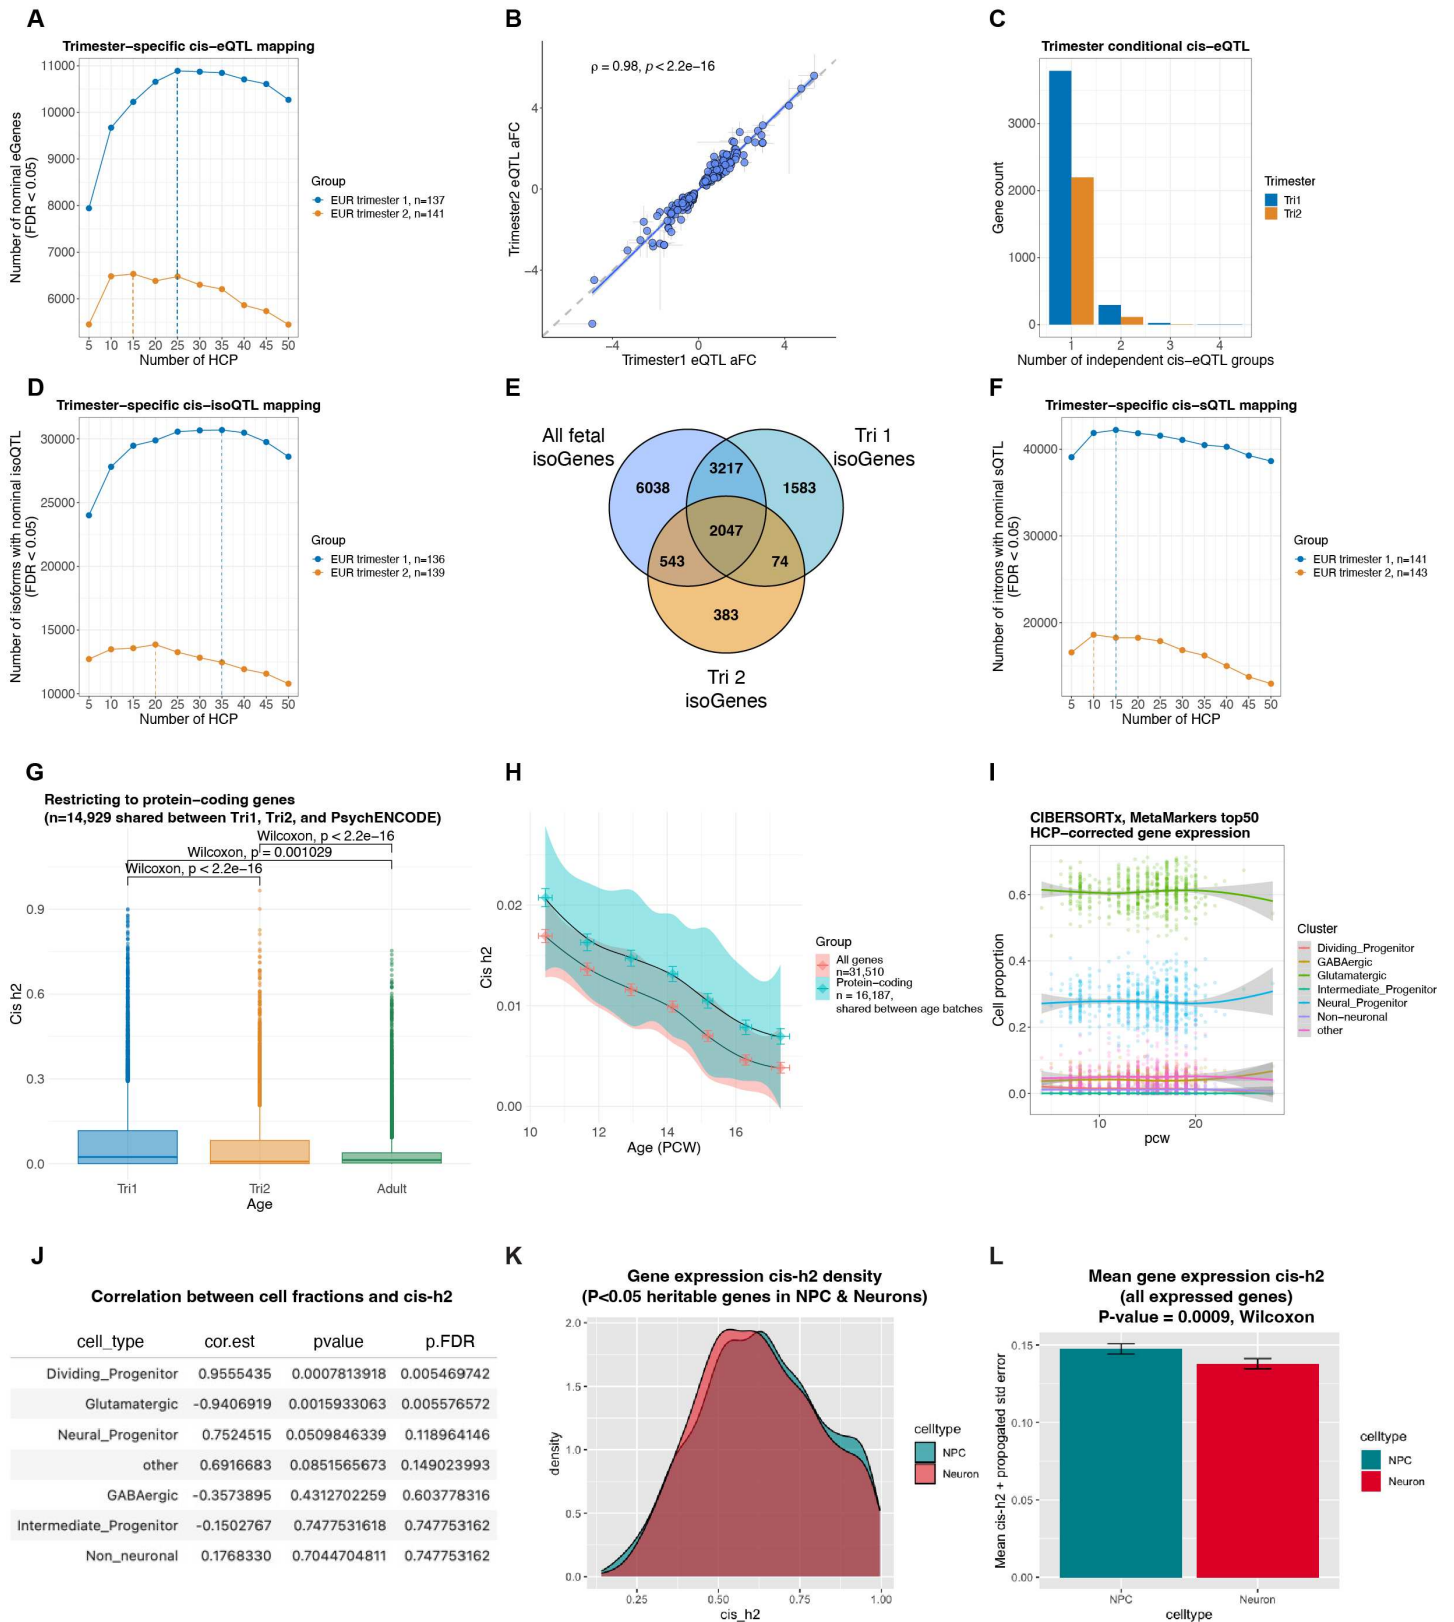 A
Trimester-specific cis-eQTL mapping
Number of nominal eGenes
(FDR < 0.05)
11000
10000
9000
8000
7000
6000
5 10 15 20 25 30 35 40 45 50
Number of HCP
Group
EUR trimester 1, n=137
EUR trimester 2, n=141
B
ρ = 0.98, p < 2.2e-16
Trimester2 eQTL aFC
4
0
-4
-4 0 4
Trimester1 eQTL aFC
C
Trimester conditional cis-eQTL
Gene count
3000
2000
1000
0
1 2 3 4
Number of independent cis-eQTL groups
Trimester
Tri1
Tri2
D
Trimester-specific cis-isoQTL mapping
Number of isoforms with nominal isoQTL
(FDR < 0.05)
30000
25000
20000
15000
10000
5 10 15 20 25 30 35 40 45 50
Number of HCP
Group
EUR trimester 1, n=136
EUR trimester 2, n=139
E
All fetal
isoGenes
Tri 1
isoGenes
3217
6038
1583
2047
543
74
383
Tri 2
isoGenes
F
Trimester-specific cis-sQTL mapping
Number of introns with nominal sQTL
(FDR < 0.05)
40000
30000
20000
5 10 15 20 25 30 35 40 45 50
Number of HCP
Group
EUR trimester 1, n=141
EUR trimester 2, n=143
G
Restricting to protein-coding genes
(n=14,929 shared between Tri1, Tri2, and PsychENCODE)
Wilcoxon, p < 2.2e-16
Wilcoxon, p = 0.001029
Wilcoxon, p < 2.2e-16
Cis h2
0.9
0.6
0.3
0.0
Tri1 Tri2 Adult
Age
H
Cis h2
0.02
0.01
0.00
10 12 14 16
Age (PCW)
Group
All genes
n=31,510
Protein-coding
n = 16,187,
shared between age batches
I
CIBERSORTx, MetaMarkers top50
HCP-corrected gene expression
Cell proportion
0.6
0.4
0.2
0.0
10 20
pcw
Cluster
Dividing_Progenitor
GABAergic
Glutamatergic
Intermediate_Progenitor
Neural_Progenitor
Non-neuronal
other
J
Correlation between cell fractions and cis-h2
cell_type cor.est pvalue p.FDR
Dividing_Progenitor 0.9555435 0.0007813918 0.005469742
Glutamatergic -0.9406919 0.0015933063 0.005576572
Neural_Progenitor 0.7524515 0.0509846339 0.118964146
other 0.6916683 0.0851565673 0.149023993
GABAergic -0.3573895 0.4312702259 0.603778316
Intermediate_Progenitor -0.1502767 0.7477531618 0.747753162
Non_neuronal 0.1768330 0.7044704811 0.747753162
K
Gene expression cis-h2 density
(P<0.05 heritable genes in NPC & Neurons)
density
2.0
1.5
1.0
0.5
0.0
0.25 0.50 0.75 1.00
cis_h2
celltype
NPC
Neuron
L
Mean gene expression cis-h2
(all expressed genes)
P-value = 0.0009, Wilcoxon
Mean cis-h2 + propogated std error
0.15
0.10
0.05
0.00
NPC Neuron
celltype
celltype
NPC
Neuron